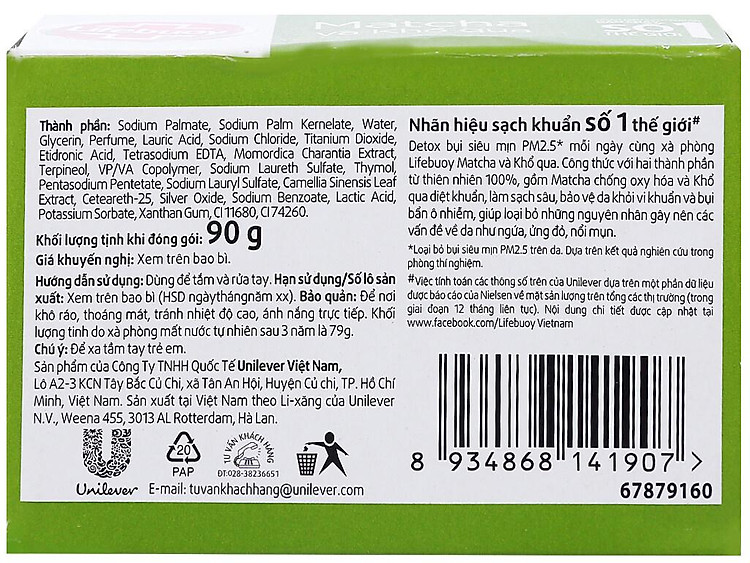 Matcha
và Khổ Qua
SỐ 1
THẾ GIỚI
Thành phần: Sodium Palmate, Sodium Palm Kernelate, Water,
Glycerin, Perfume, Lauric Acid, Sodium Chloride, Titanium Dioxide,
Etidronic Acid, Tetrasodium EDTA, Momordica Charantia Extract,
Terpineol, VP/VA Copolymer, Sodium Laureth Sulfate, Thymol,
Pentasodium Pentetate, Sodium Lauryl Sulfate, Camellia Sinensis Leaf
Extract, Ceteareth-25, Silver Oxide, Sodium Benzoate, Lactic Acid,
Potassium Sorbate, Xanthan Gum, CI 11680, CI 74260.
Khối lượng tịnh khi đóng gói: 90 g
Giá khuyến nghị: Xem trên bao bì.
Hướng dẫn sử dụng: Dùng để tắm và rửa tay. Hạn sử dụng/Số lô sản
xuất: Xem trên bao bì (HSD ngàythángnăm xx). Bảo quản: Để nơi
khô ráo, thoáng mát, tránh nhiệt độ cao, ánh nắng trực tiếp. Khối
lượng tinh do xà phòng mất nước tự nhiên sau 3 năm là 79g.
Chú ý: Để xa tầm tay trẻ em.
Sản phẩm của Công Ty TNHH Quốc Tế Unilever Việt Nam,
Lô A2-3 KCN Tây Bắc Củ Chi, xã Tân An Hội, Huyện Củ chi, TP. Hồ Chí
Minh, Việt Nam. Sản xuất tại Việt Nam theo Li-xăng của Unilever
N.V., Weena 455, 3013 AL Rotterdam, Hà Lan.
Unilever
20
PAP
TƯ VẤN KHÁCH HÀNG
ĐT:028-38236651
E-mail: tuvankhachhang@unilever.com
Nhãn hiệu sạch khuẩn số 1 thế giới#
Detox bụi siêu mịn PM2.5* mỗi ngày cùng xà phòng
Lifebuoy Matcha và Khổ qua. Công thức với hai thành phần
từ thiên nhiên 100%, gồm Matcha chống oxy hóa và Khổ
qua diệt khuẩn, làm sạch sâu, bảo vệ da khỏi vi khuẩn và bụi
bẩn ô nhiễm, giúp loại bỏ những nguyên nhân gây nên các
vấn đề về da như ngứa, ứng đỏ, nổi mụn.
*Loại bỏ bụi siêu mịn PM2.5 trên da. Dựa trên kết quả nghiên cứu trong
phòng thí nghiệm.
#Việc tính toán các thông số trên của Unilever dựa trên một phần dữ liệu
được báo cáo của Nielsen về mặt sản lượng trên tổng các thị trường (trong
giai đoạn 12 tháng liên tục). Nội dung chi tiết được cập nhật tại
www.facebook.com/Lifebuoy Vietnam
8 934868 141907 >
67879160